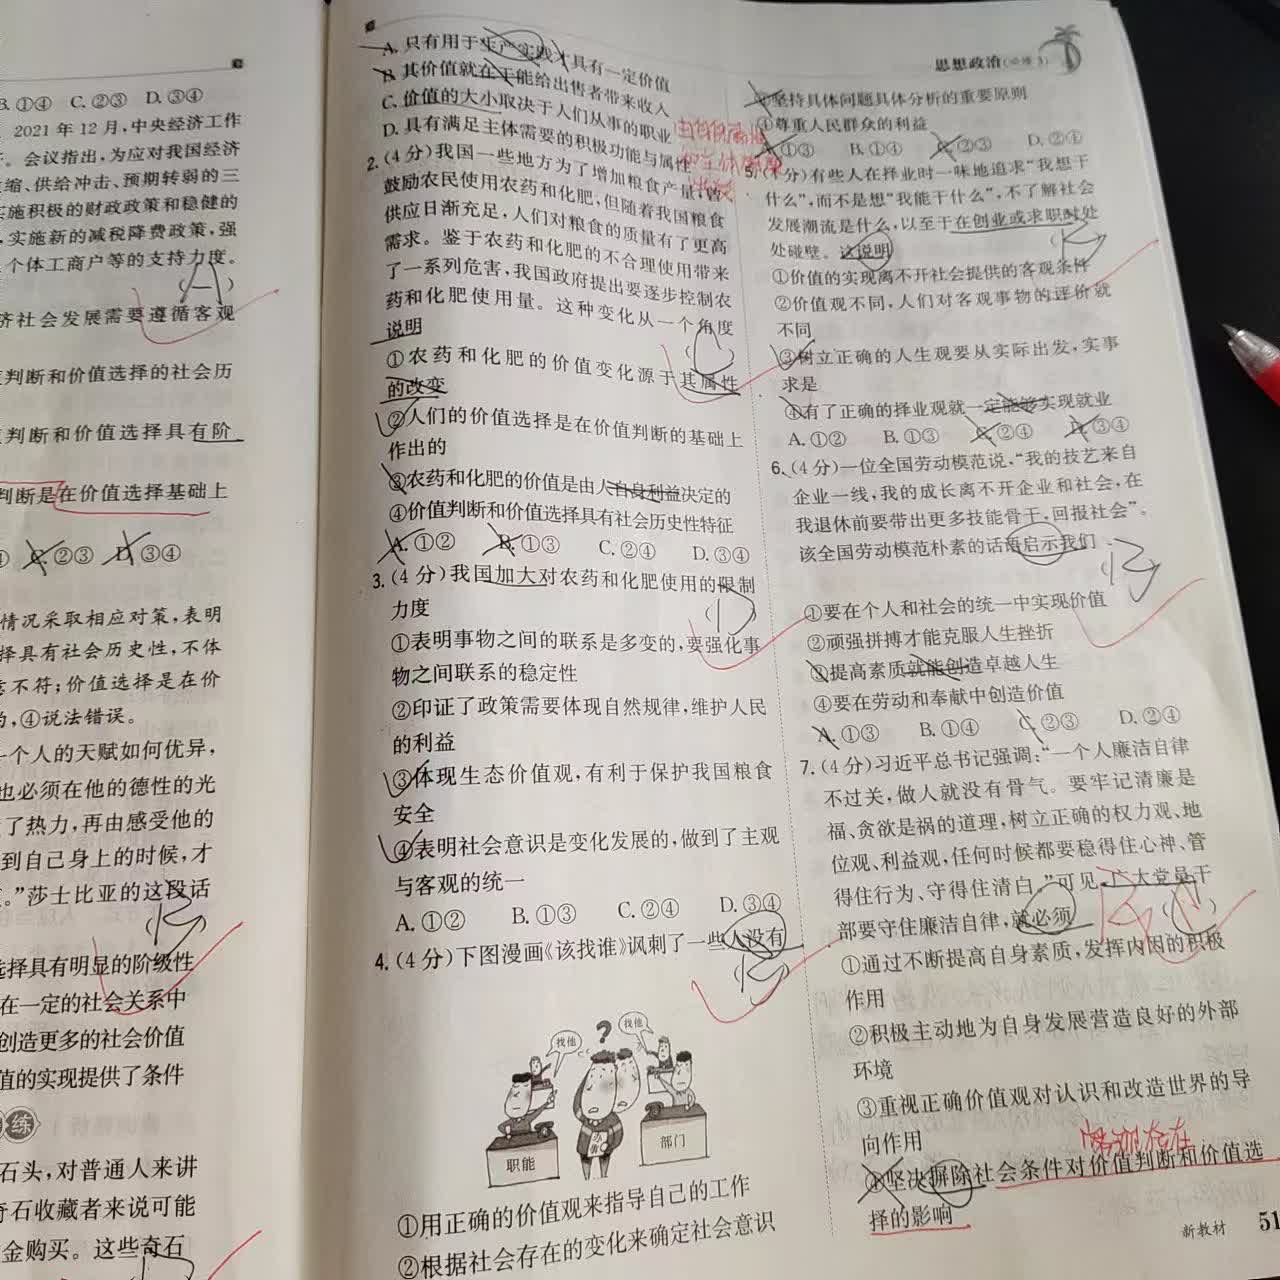 B.①④ C.②③ D.③④
2021年12月,中央经济工作
会议指出,为应对我国经济
缩、供给冲击、预期转弱的三
实施积极的财政政策和稳健的
,实施新的减税降费政策,强
个体工商户等的支持力度。
济社会发展需要遵循客观
判断和价值选择的社会历
判断和价值选择具有阶
判断是在价值选择基础上
C.②③ D.③④
情况采取相应对策,表明
择具有社会历史性,不体
意不符;价值选择是在价
,④说法错误。
一个人的天赋如何优异,
也必须在他的德性的光
了热力,再由感受他的
到自己身上的时候,才
。”莎士比亚的这段话
选择具有明显的阶级性
在一定的社会关系中
创造更多的社会价值
值的实现提供了条件
练
石头,对普通人来讲
奇石收藏者来说可能
金购买。这些奇石
A.只有用于生产实践才具有一定价值
B.其价值就在于能给出售者带来收入
C.价值的大小取决于人们从事的职业
D.具有满足主体需要的积极功能与属性
2.(4分)我国一些地方为了增加粮食产量,曾
鼓励农民使用农药和化肥,但随着我国粮食
供应日渐充足,人们对粮食的质量有了更高
需求。鉴于农药和化肥的不合理使用带来
了一系列危害,我国政府提出要逐步控制农
药和化肥使用量。这种变化从一个角度
说明
①农药和化肥的价值变化源于其属性
的改变
②人们的价值选择是在价值判断的基础上
作出的
③农药和化肥的价值是由人自身利益决定的
④价值判断和价值选择具有社会历史性特征
A.①② B.①③ C.②④ D.③④
3.(4分)我国加大对农药和化肥使用的限制
力度
①表明事物之间的联系是多变的,要强化事
物之间联系的稳定性
②印证了政策需要体现自然规律,维护人民
的利益
③体现生态价值观,有利于保护我国粮食
安全
④表明社会意识是变化发展的,做到了主观
与客观的统一
A.①② B.①③ C.②④ D.③④
4.(4分)下图漫画《该找谁》讽刺了一些人没有
找他
?
找他
职能
部门
①用正确的价值观来指导自己的工作
②根据社会存在的变化来确定社会意识
思想政治(必修3)
③坚持具体问题具体分析的重要原则
④尊重人民群众的利益
A.①③ B.①④ C.②③ D.②④
5.(4分)有些人在择业时一味地追求“我想干
什么”,而不是想“我能干什么”,不了解社会
发展潮流是什么,以至于在创业或求职时处
处碰壁。这说明
①价值的实现离不开社会提供的客观条件
②价值观不同,人们对客观事物的评价就
不同
③树立正确的人生观要从实际出发,实事
求是
④有了正确的择业观就一定能够实现就业
A.①② B.①③ C.②④ D.③④
6.(4分)一位全国劳动模范说,“我的技艺来自
企业一线,我的成长离不开企业和社会,在
我退休前要带出更多技能骨干,回报社会”。
该全国劳动模范朴素的话语启示我们
①要在个人和社会的统一中实现价值
②顽强拼搏才能克服人生挫折
③提高素质就能创造卓越人生
④要在劳动和奉献中创造价值
A.①③ B.①④ C.②③ D.②④
7.(4分)习近平总书记强调:“一个人廉洁自律
不过关,做人就没有骨气。要牢记清廉是
福、贪欲是祸的道理,树立正确的权力观、地
位观、利益观,任何时候都要稳得住心神、管
得住行为、守得住清白。”可见,广大党员干
部要守住廉洁自律,就必须
①通过不断提高自身素质,发挥内因的积极
作用
②积极主动地为自身发展营造良好的外部
环境
③重视正确价值观对认识和改造世界的导
向作用
④坚决摒除社会条件对价值判断和价值选
择的影响
新教材 51